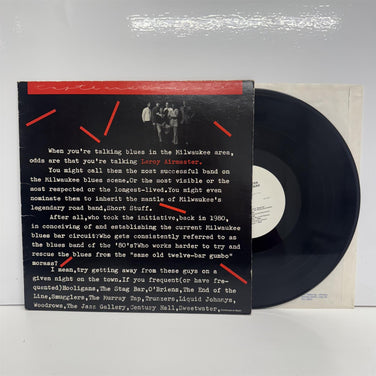 When you're talking blues in the Milwaukee area,
odds are that you're talking Leroy Airmaster.
You might call them the most successful band on
the Milwaukee blues scene.Or the most visible or the
most respected or the longest-lived.You might even
nominate them to inherit the mantle of Milwaukee's
legendary road band,Short Stuff.
After all,who took the initiative,back in 1980,
in conceiving of and establishing the current Milwaukee
blues bar circuit?Who gets consistently referred to as
the blues band of the '80's?Who works harder to try and
rescue the blues from the "same old twelve-bar gumbo"
morass?
I mean,try getting away from these guys on a
given night on the town.If you frequent(or have fre-
quented)Hooligans,The Stag Bar,O'Briens,The End of the
Line,Smugglers,The Murray Tap,Trunzzers,Liquid Johnnys,
Woodrows,The Jazz Gallery,Century Hall,Sweetwater,